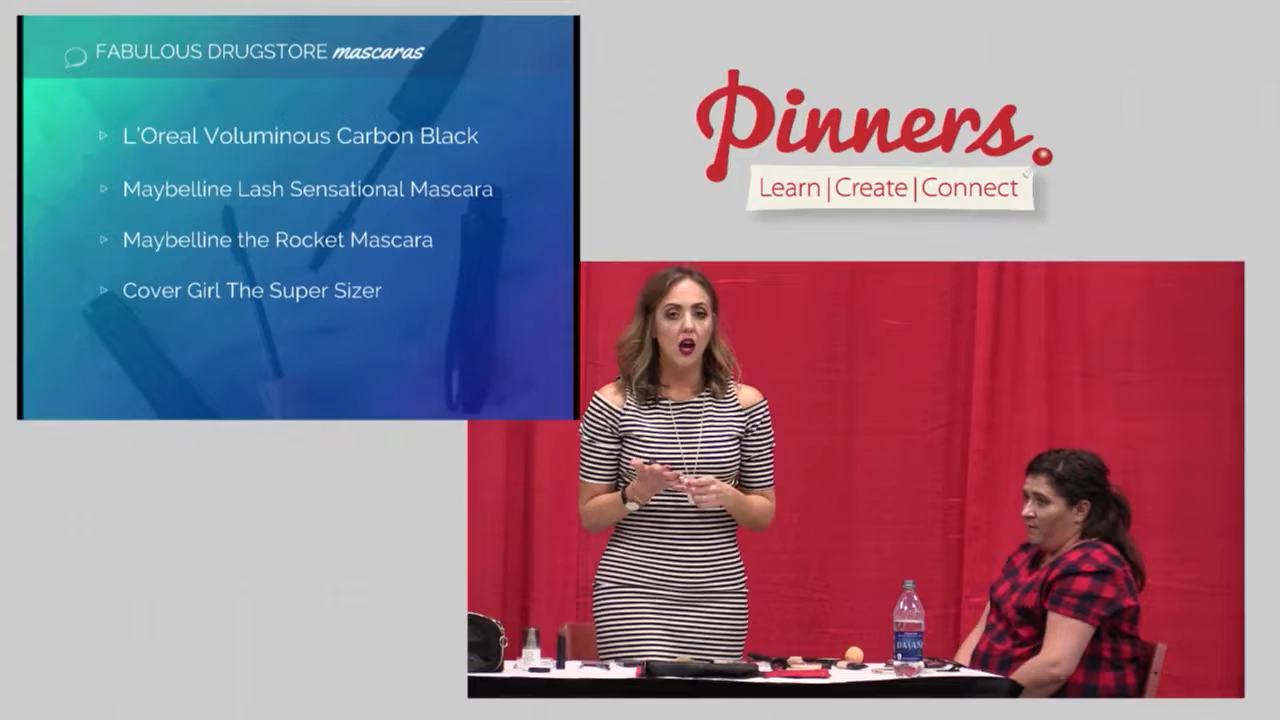 FABULOUS DRUGSTORE mascaras
L'Oreal Voluminous Carbon Black
Maybelline Lash Sensational Mascara
Maybelline the Rocket Mascara
Cover Girl The Super Sizer
Pinners.
Learn | Create | Connect
DASANI